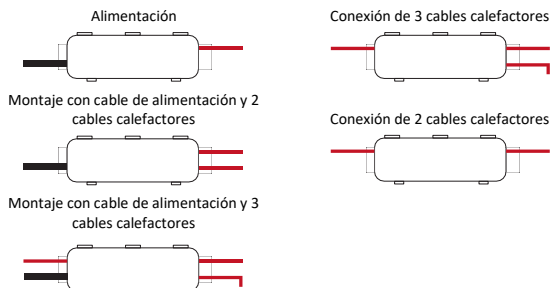 Alimentación
Montaje con cable de alimentación y 2
cables calefactores
Montaje con cable de alimentación y 3
cables calefactores
Conexión de 3 cables calefactores
Conexión de 2 cables calefactores